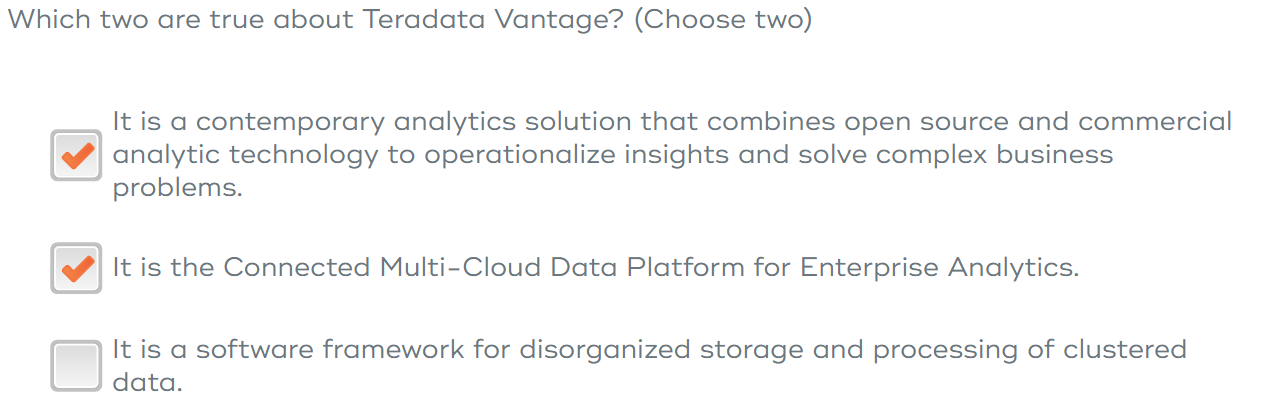 Which two are true about Teradata Vantage? (Choose two)
It is a contemporary analytics solution that combines open source and commercial
analytic technology to operationalize insights and solve complex business
problems.
It is the Connected Multi-Cloud Data Platform for Enterprise Analytics.
It is a software framework for disorganized storage and processing of clustered
data.